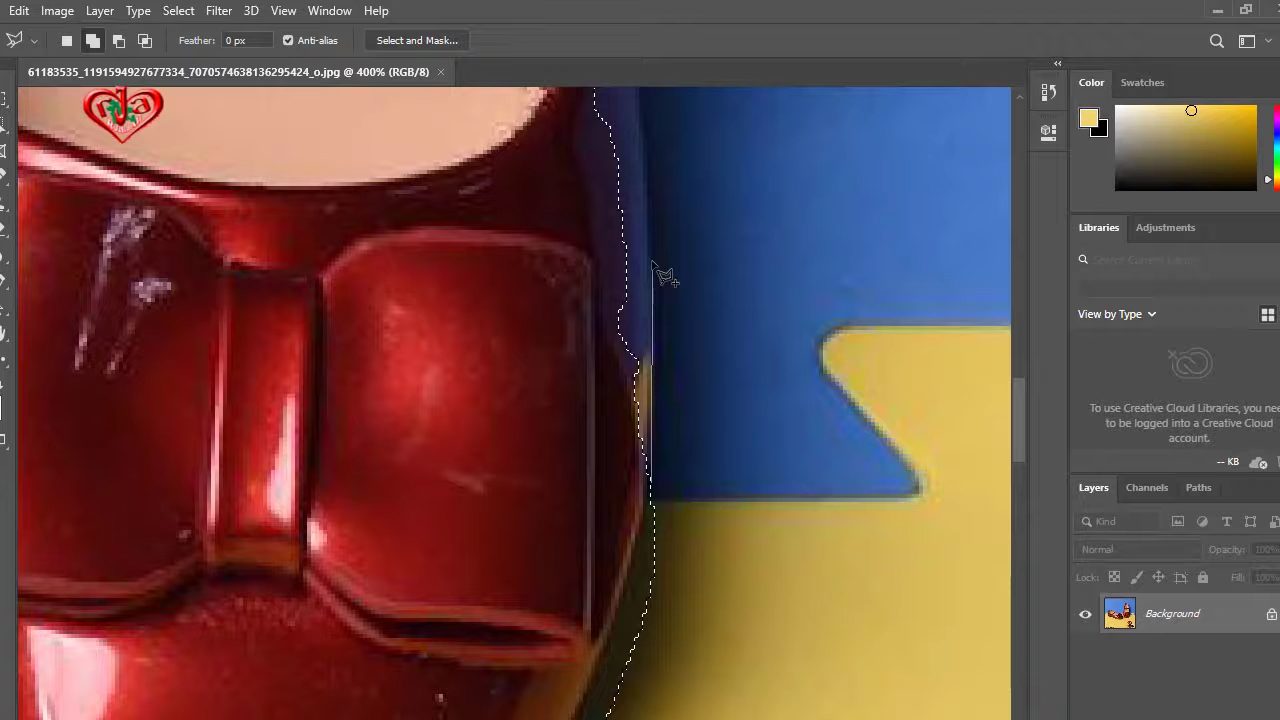 Edit Image Layer Type Select Filter 3D View Window Help
Feather: 0 px Anti-alias Select and Mask...
61183535_1191594927677334_7075074638136295424_o.jpg @ 400% (RGB/8) ×
Color Swatches
Libraries Adjustments
View by Type
To use Creative Cloud Libraries, you nee
to be logged into a Creative Cloud
account.
-- KB
Layers Channels Paths
Kind
Normal Opacity: 100%
Lock: Fill: 100%
Background